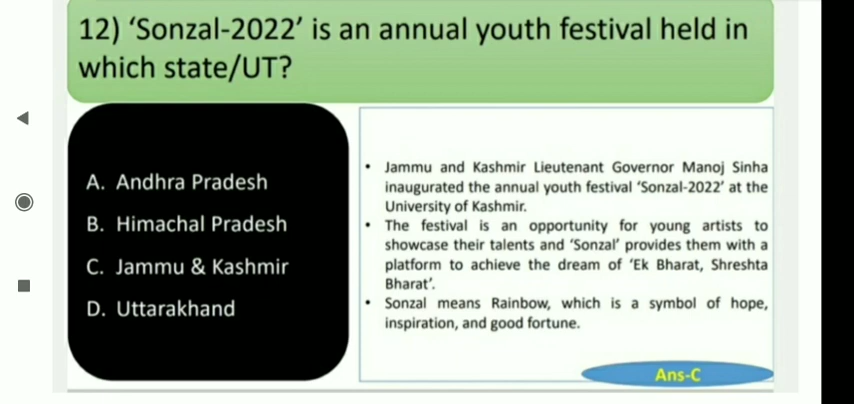 12) ‘Sonzal-2022’ is an annual youth festival held in
which state/UT?
A. Andhra Pradesh
B. Himachal Pradesh
C. Jammu & Kashmir
D. Uttarakhand
• Jammu and Kashmir Lieutenant Governor Manoj Sinha
inaugurated the annual youth festival ‘Sonzal-2022’ at the
University of Kashmir.
• The festival is an opportunity for young artists to
showcase their talents and ‘Sonzal’ provides them with a
platform to achieve the dream of ‘Ek Bharat, Shreshta
Bharat’.
• Sonzal means Rainbow, which is a symbol of hope,
inspiration, and good fortune.
Ans-C